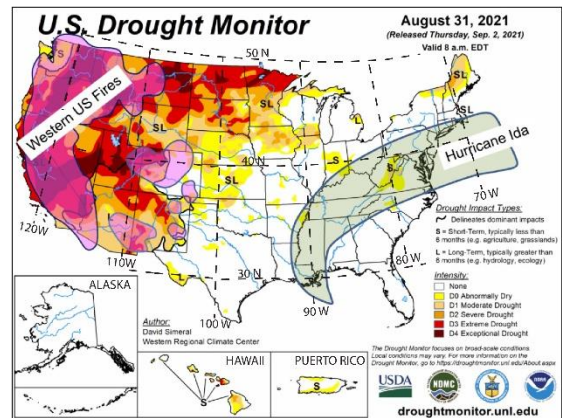 U.S. Drought Monitor
August 31, 2021
(Released Thursday, Sep. 2, 2021)
Valid 8 a.m. EDT
50 N
S
SL
Western US Fires
SL
SL
SL
40 N
S
S
SL
Hurricane Ida
70 W
120 W
110 W
30 N
80 W
100 W
90 W
Drought Impact Types:
Delineates dominant impacts
S = Short-Term, typically less than
6 months (e.g. agriculture, grasslands)
L = Long-Term, typically greater than
6 months (e.g. hydrology, ecology)
Intensity:
None
D0 Abnormally Dry
D1 Moderate Drought
D2 Severe Drought
D3 Extreme Drought
D4 Exceptional Drought
ALASKA
Author:
David Simeral
Western Regional Climate Center
HAWAII
S
PUERTO RICO
S
The Drought Monitor focuses on broad-scale conditions.
Local conditions may vary. For more information on the
Drought Monitor, go to https://droughtmonitor.unl.edu/About.aspx
USDA
NDMC
NOAA
droughtmonitor.unl.edu